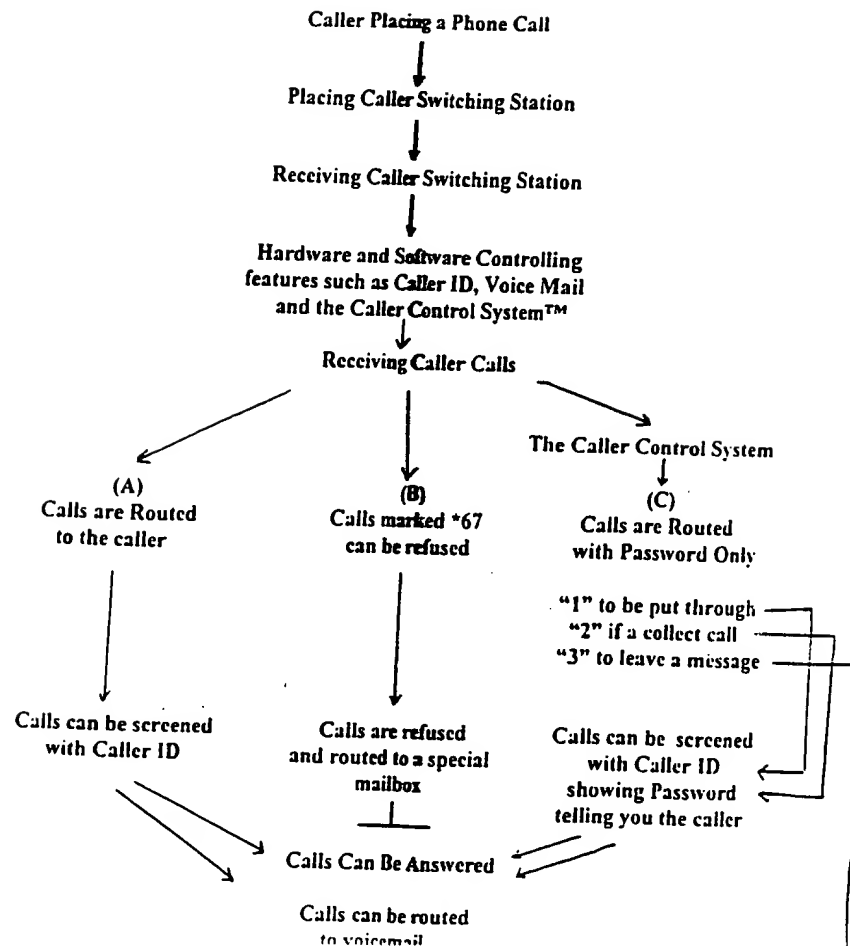 Caller Placing a Phone Call
Placing Caller Switching Station
Receiving Caller Switching Station
Hardware and Software Controlling
features such as Caller ID, Voice Mail
and the Caller Control System™
Receiving Caller Calls
The Caller Control System
(A)
Calls are Routed
to the caller
(B)
Calls marked *67
can be refused
(C)
Calls are Routed
with Password Only
"1" to be put through
"2" if a collect call
"3" to leave a message
Calls can be screened
with Caller ID
Calls are refused
and routed to a special
mailbox
Calls can be screened
with Caller ID
showing Password
telling you the caller
Calls Can Be Answered
Calls can be routed
to voicemail